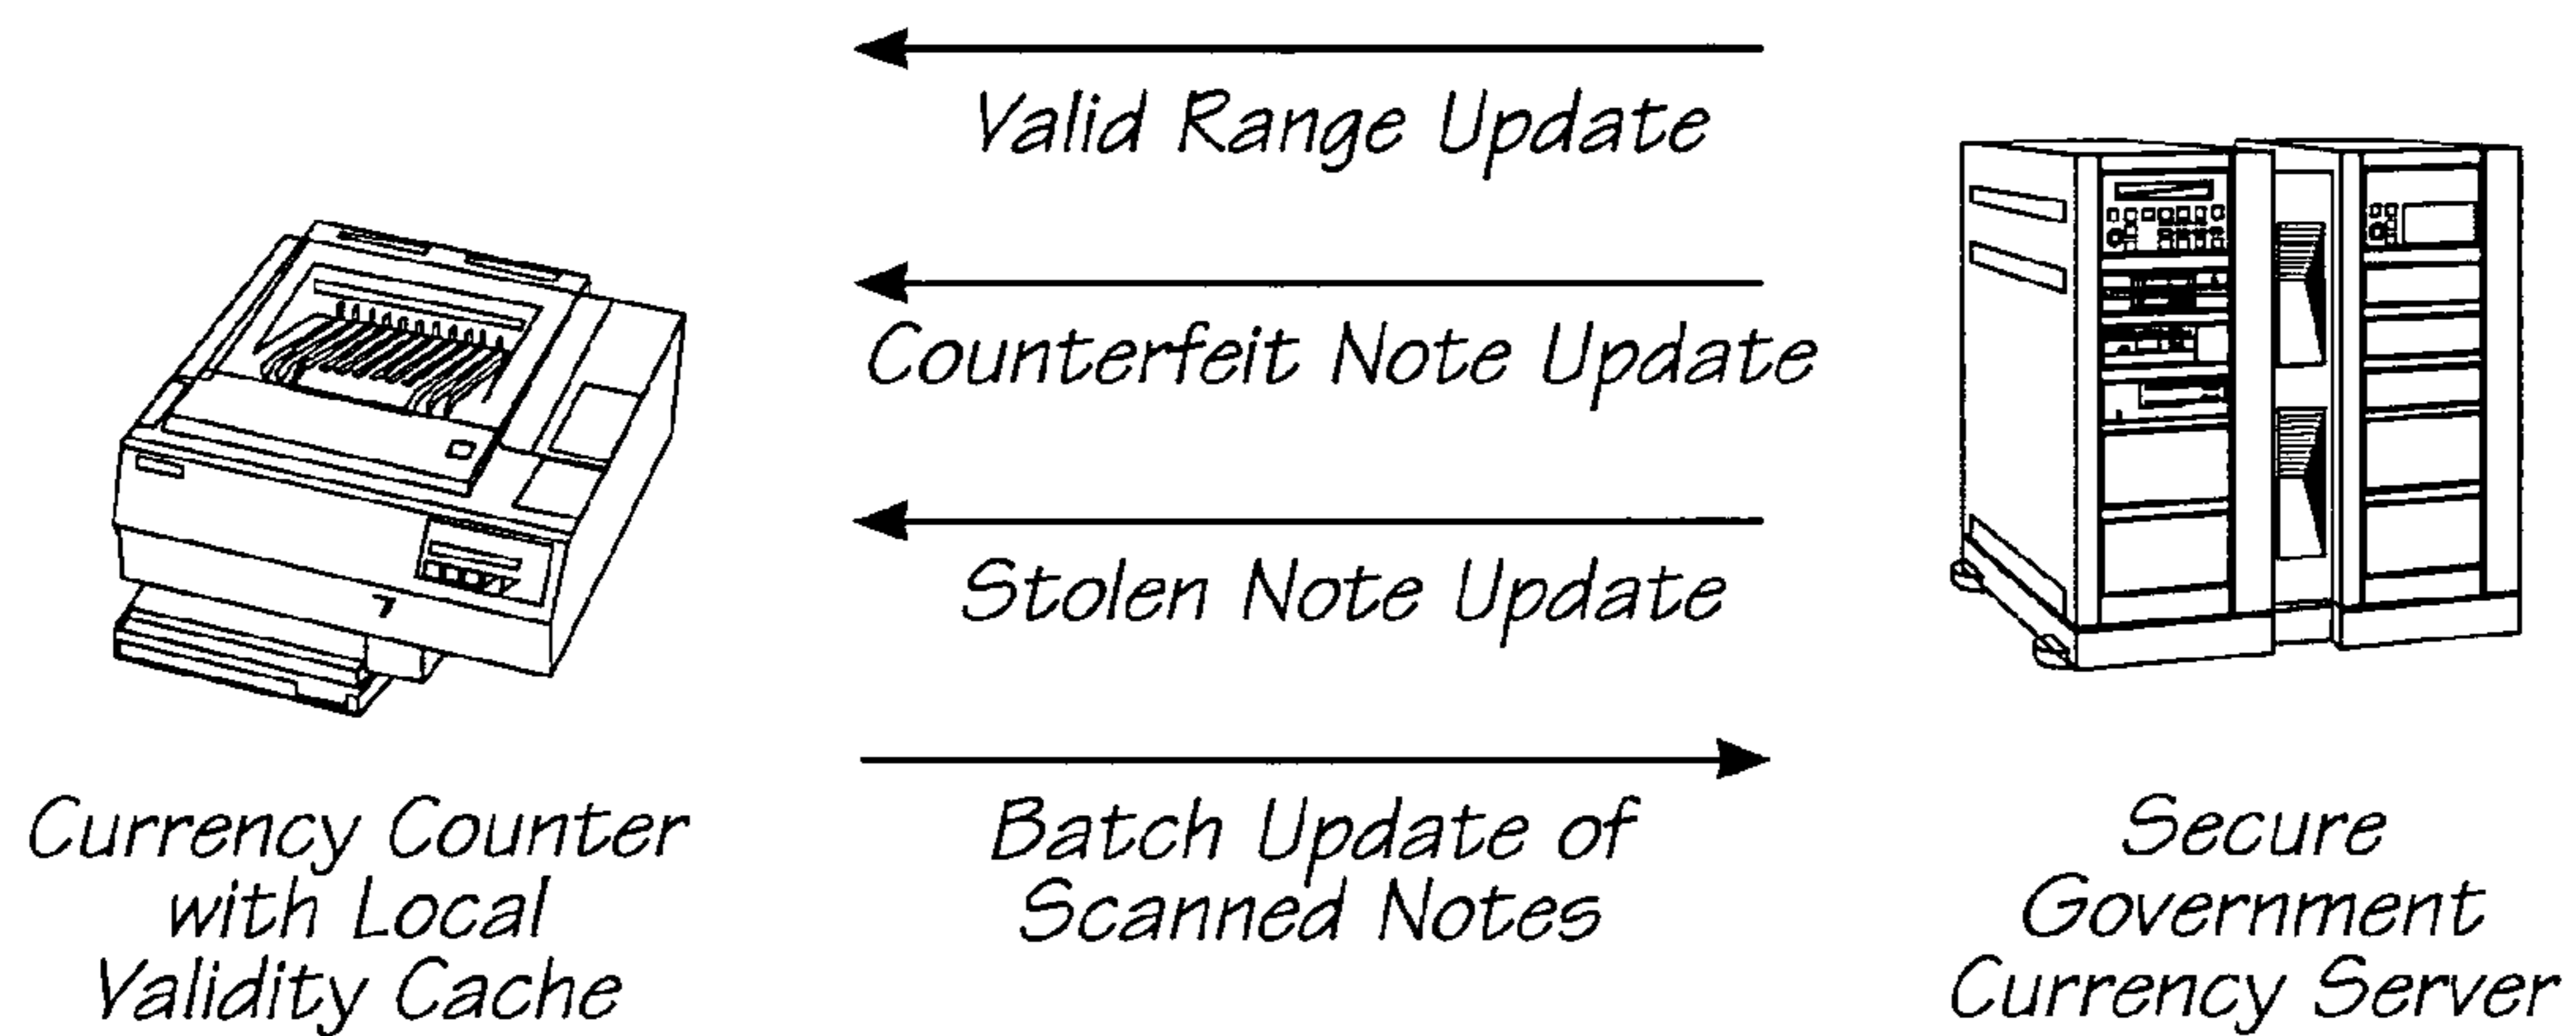 Valid Range Update
Counterfeit Note Update
Stolen Note Update
Batch Update of
Scanned Notes
Currency Counter
with Local
Validity Cache
Secure
Government
Currency Server